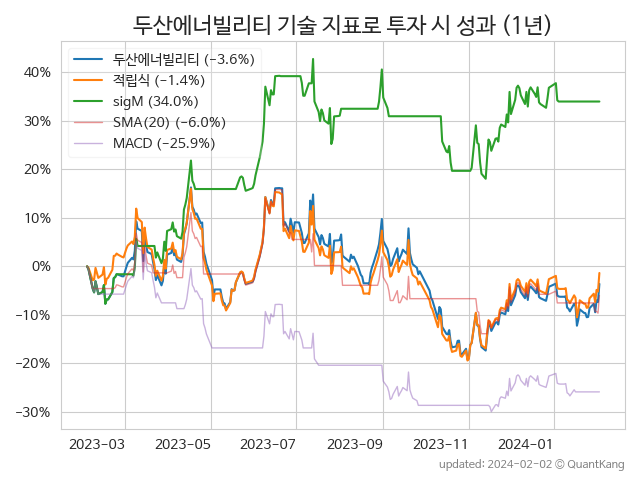 두산에너빌리티 기술 지표로 투자 시 성과 (1년)
두산에너빌리티 (−3.6%)
적립식 (−1.4%)
sigM (34.0%)
SMA(20) (−6.0%)
MACD (−25.9%)
40%
30%
20%
10%
0%
−10%
−20%
−30%
2023−03
2023−05
2023−07
2023−09
2023−11
2024−01
updated: 2024−02−02 ⓒ QuantKang